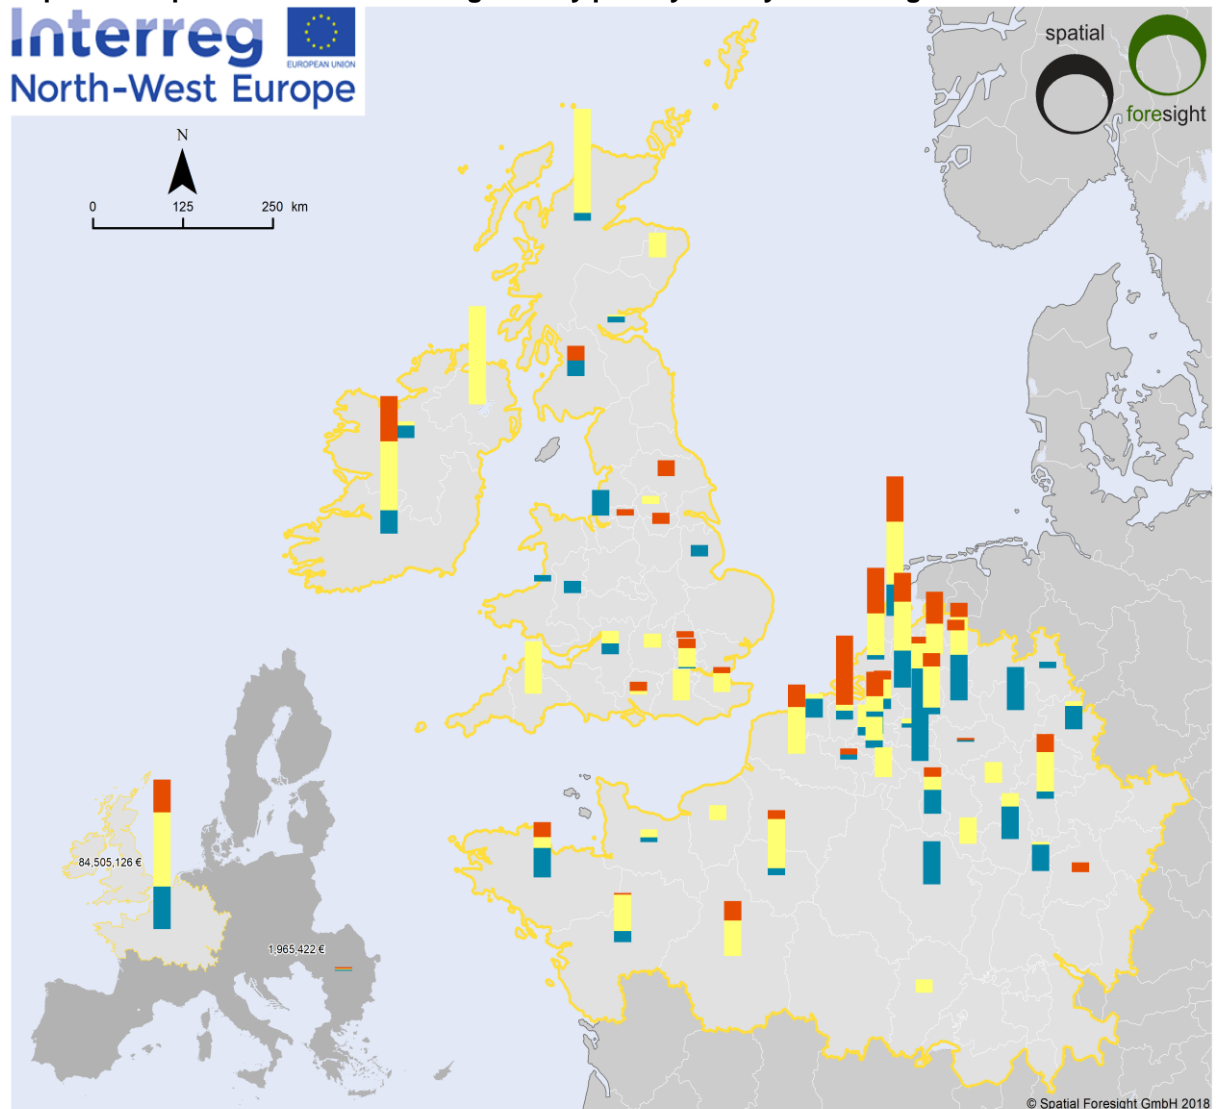 Interreg
EUROPEAN UNION
North-West Europe
spatial
foresight
N
0 125 250 km
84,505,126 €
1,965,422 €
© Spatial Foresight GmbH 2018